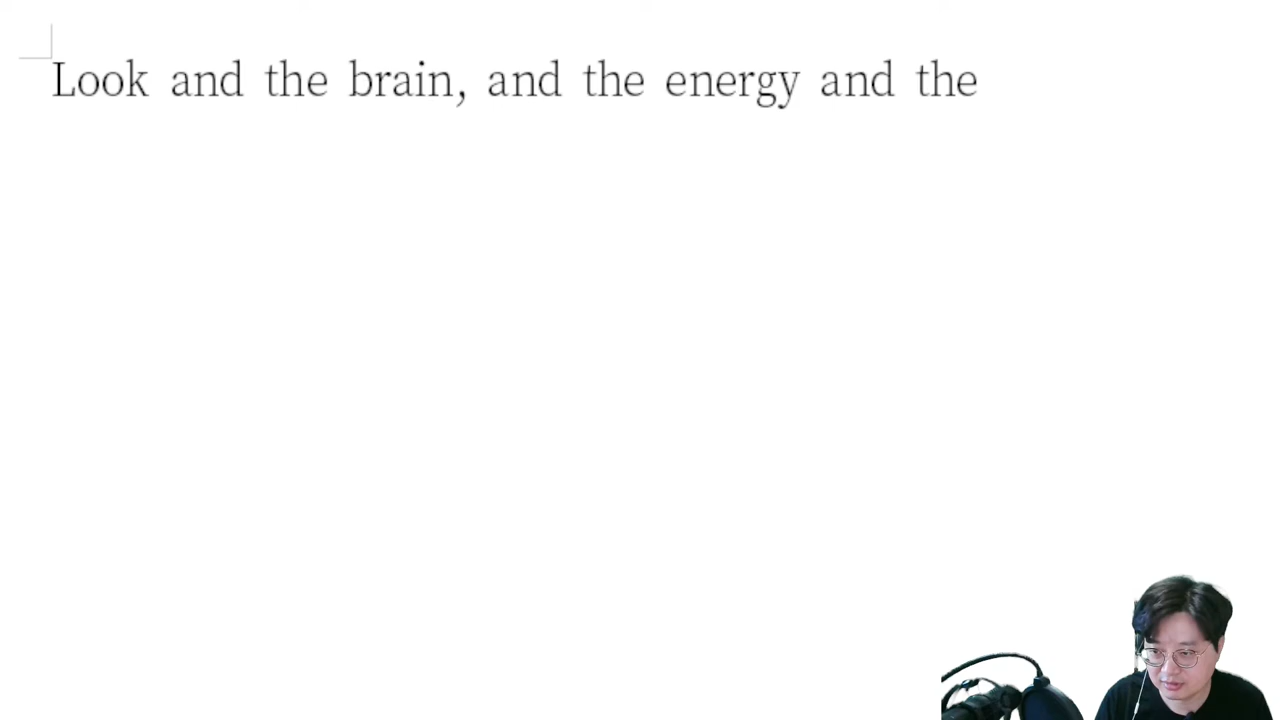 Look and the brain, and the energy and the